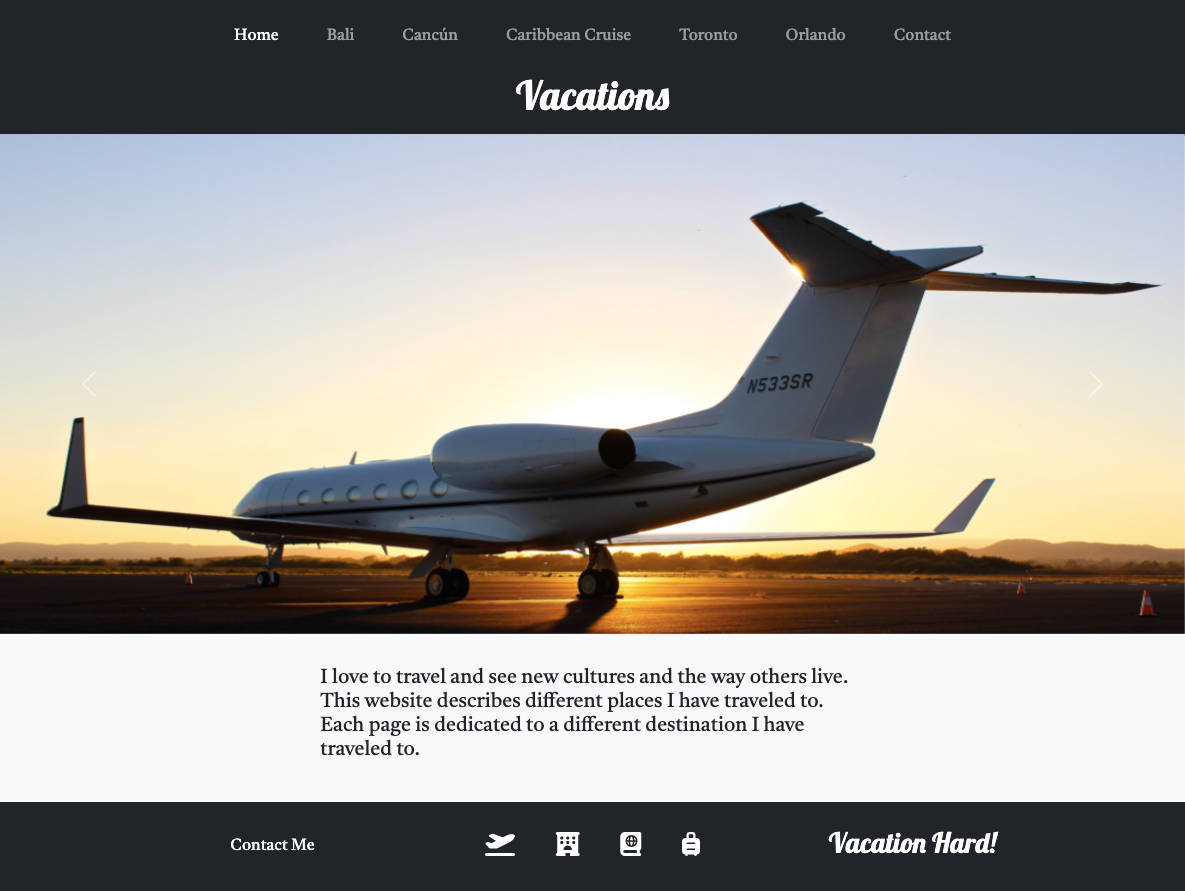 Home Bali Cancún Caribbean Cruise Toronto Orlando Contact
Vacations
N533SR
I love to travel and see new cultures and the way others live.
This website describes different places I have traveled to.
Each page is dedicated to a different destination I have
traveled to.
Contact Me
Vacation Hard!